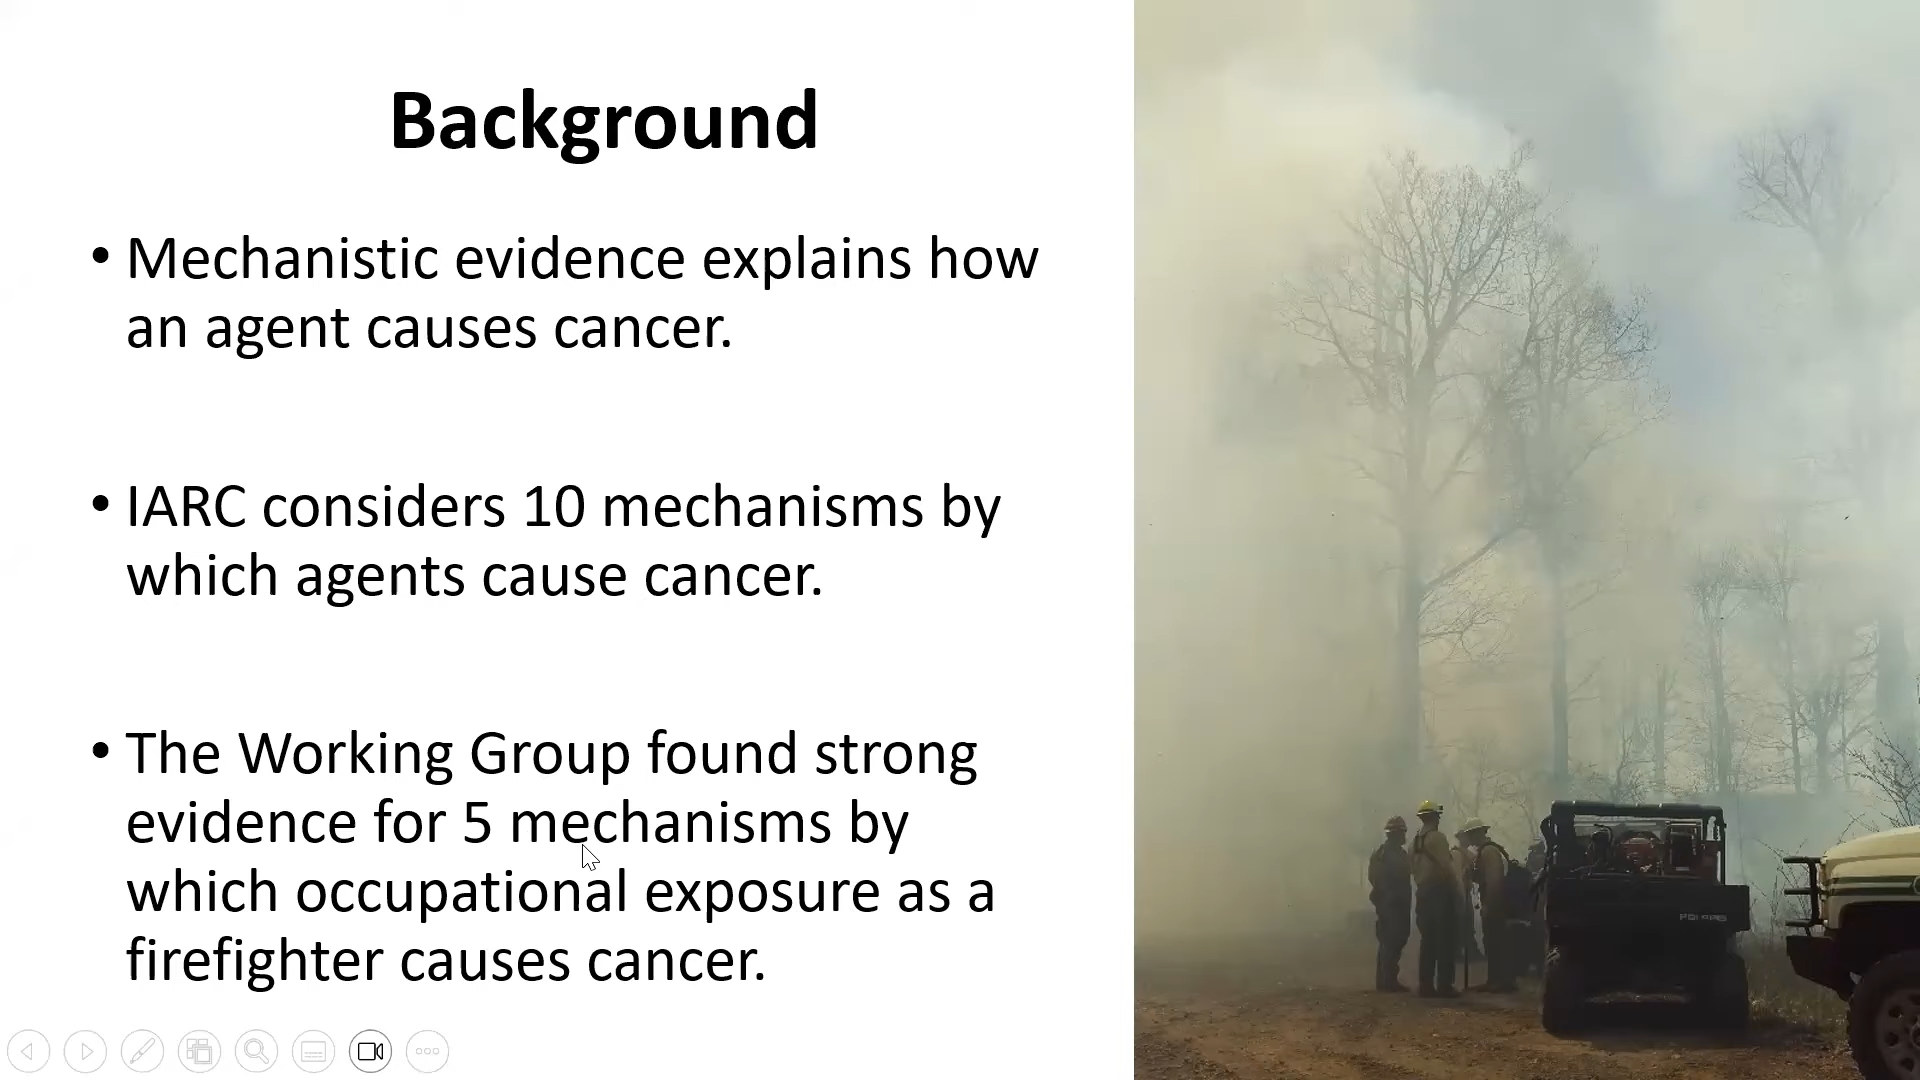 Background
• Mechanistic evidence explains how
an agent causes cancer.
• IARC considers 10 mechanisms by
which agents cause cancer.
• The Working Group found strong
evidence for 5 mechanisms by
which occupational exposure as a
firefighter causes cancer.
POLARIS